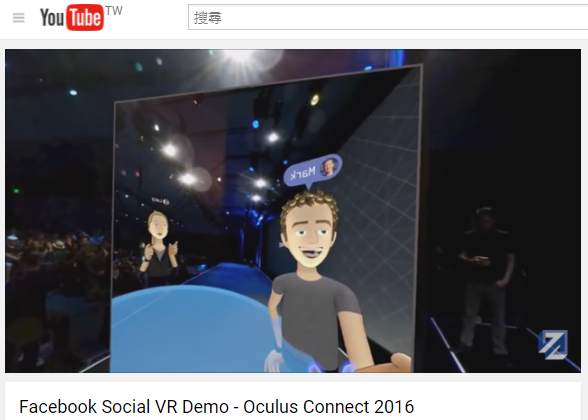 YouTube TW
搜尋
Mark
Facebook Social VR Demo - Oculus Connect 2016